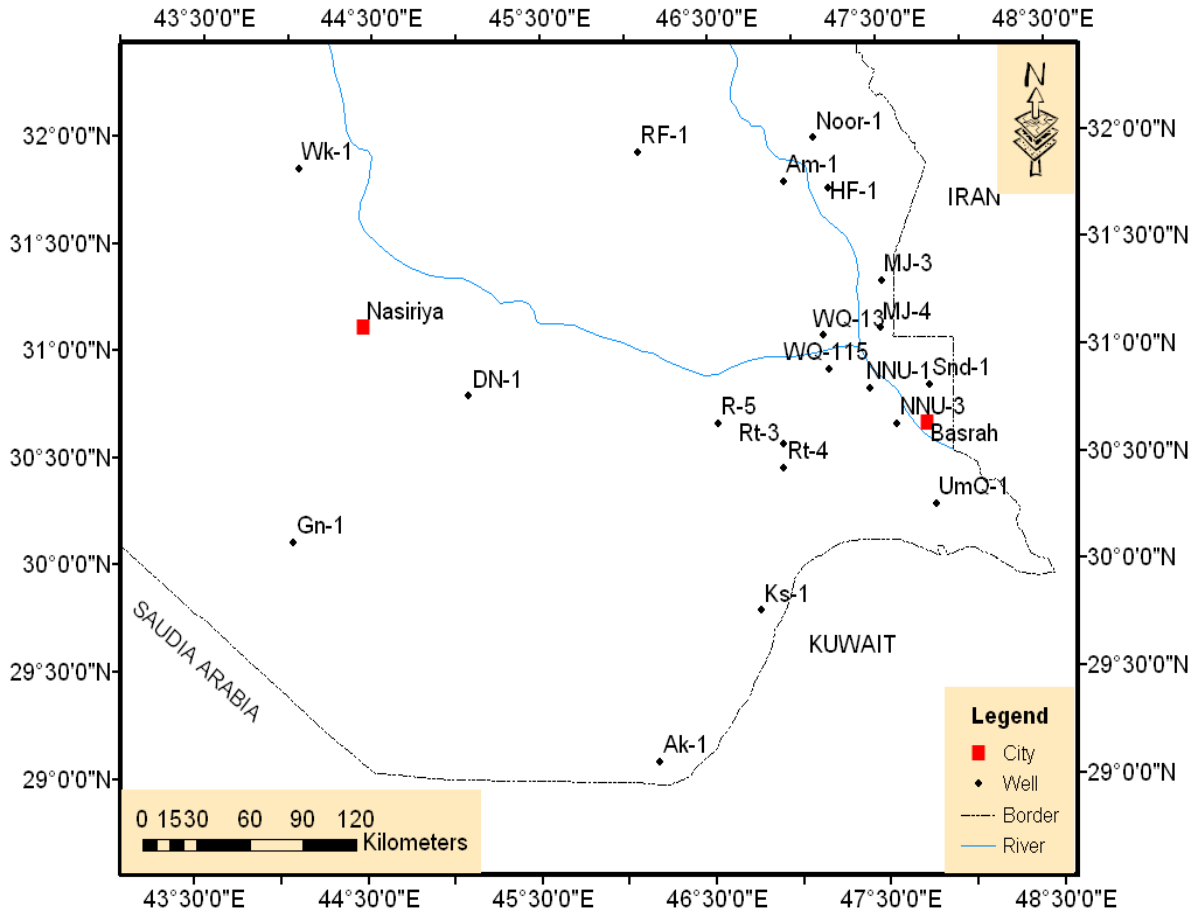 43°30'0"E 44°30'0"E 45°30'0"E 46°30'0"E 47°30'0"E 48°30'0"E
N
32°0'0"N
Noor-1
32°0'0"N
Wk-1
RF-1
Am-1
HF-1
IRAN
31°30'0"N
31°30'0"N
MJ-3
Nasiriya
WQ-13
MJ-4
31°0'0"N
31°0'0"N
WQ-115
NNU-1
Snd-1
DN-1
R-5
NNU-3
Rt-3
Basrah
30°30'0"N
Rt-4
30°30'0"N
UmQ-1
Gn-1
30°0'0"N
30°0'0"N
Ks-1
SAUDIA ARABIA
KUWAIT
29°30'0"N
29°30'0"N
Ak-1
29°0'0"N
29°0'0"N
Legend
City
Well
Border
River
0 15 30 60 90 120
Kilometers
43°30'0"E 44°30'0"E 45°30'0"E 46°30'0"E 47°30'0"E 48°30'0"E